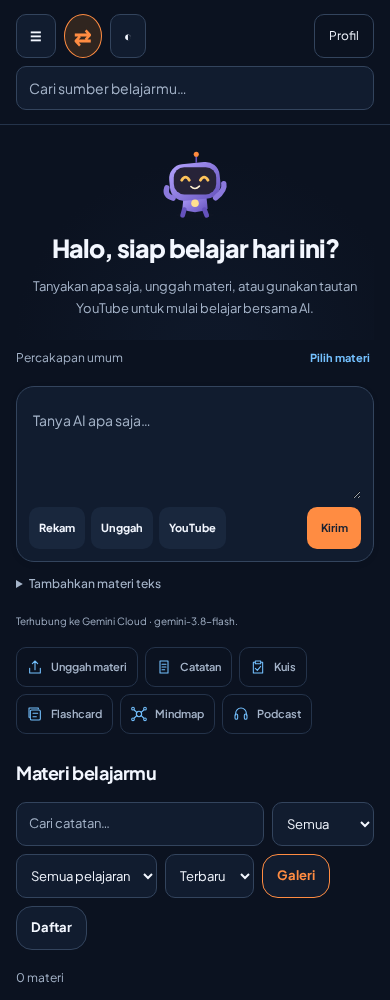 Profil
Cari sumber belajarmu...
Halo, siap belajar hari ini?
Tanyakan apa saja, unggah materi, atau gunakan tautan
YouTube untuk mulai belajar bersama AI.
Percakapan umum Pilih materi
Tanya AI apa saja...
Rekam Unggah YouTube Kirim
Tambahkan materi teks
Terhubung ke Gemini Cloud · gemini-3.8-flash.
Unggah materi Catatan Kuis
Flashcard Mindmap Podcast
Materi belajarmu
Cari catatan... Semua
Semua pelajaran Terbaru Galeri
Daftar
0 materi